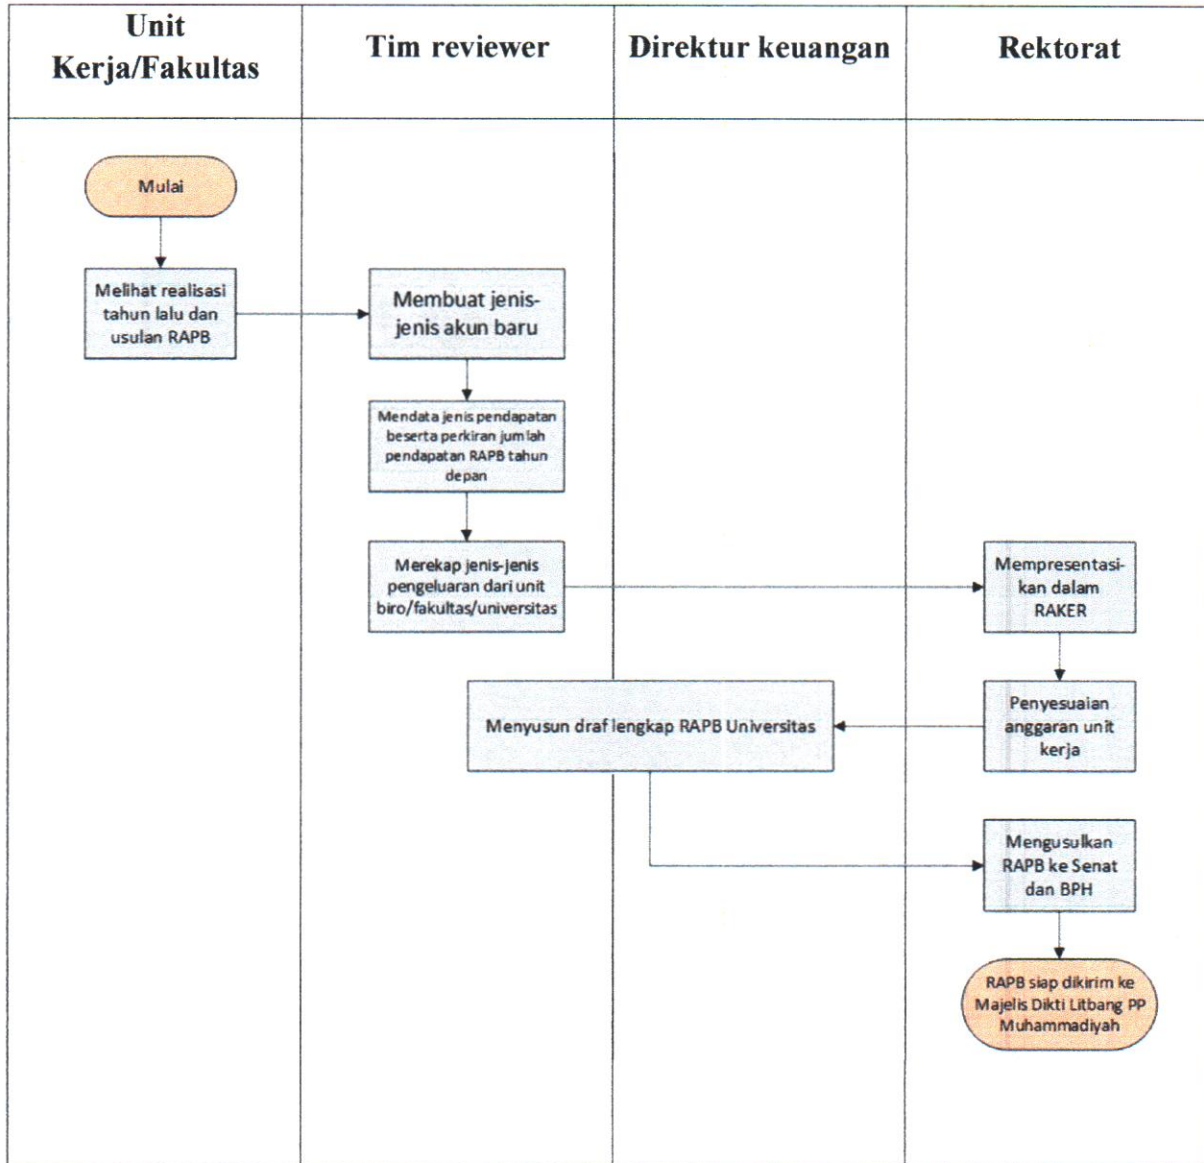 Unit
Kerja/Fakultas
Tim reviewer
Direktur keuangan
Rektorat
Mulai
Melihat realisasi
tahun lalu dan
usulan RAPB
Membuat jenis-
jenis akun baru
Mendata jenis pendapatan
beserta perkiran jumlah
pendapatan RAPB tahun
depan
Merekap jenis-jenis
pengeluaran dari unit
biro/fakultas/universitas
Mempresentasi-
kan dalam
RAKER
Penyesuaian
anggaran unit
kerja
Menyusun draf lengkap RAPB Universitas
Mengusulkan
RAPB ke Senat
dan BPH
RAPB siap dikirim ke
Majelis Dikti Litbang PP
Muhammadiyah